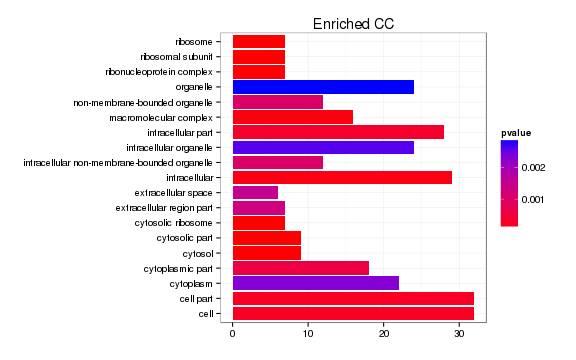 Enriched CC
ribosome
ribosomal subunit
ribonucleoprotein complex
organelle
non-membrane-bounded organelle
macromolecular complex
intracellular part
intracellular organelle
intracellular non-membrane-bounded organelle
intracellular
extracellular space
extracellular region part
cytosolic ribosome
cytosolic part
cytosol
cytoplasmic part
cytoplasm
cell part
cell
0 10 20 30
pvalue
0.002
0.001